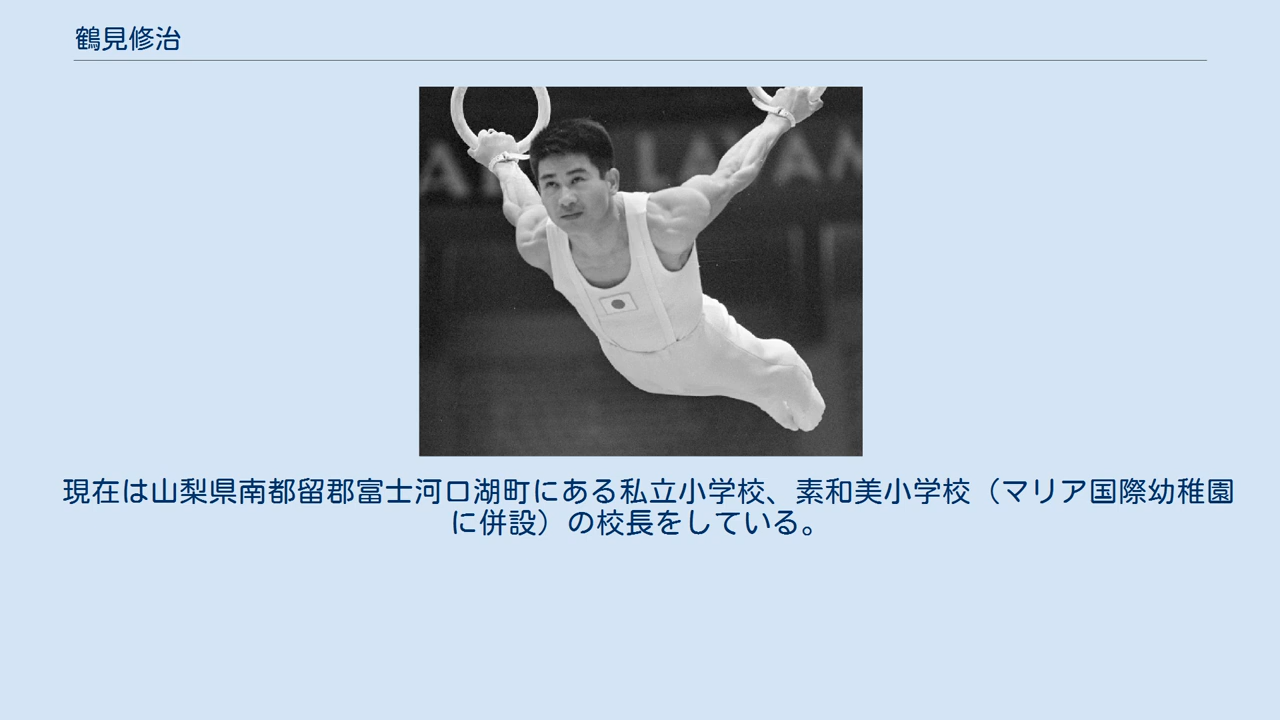 鶴見修治
現在は山梨県南都留郡富士河口湖町にある私立小学校、素和美小学校（マリア国際幼稚園
に併設）の校長をしている。